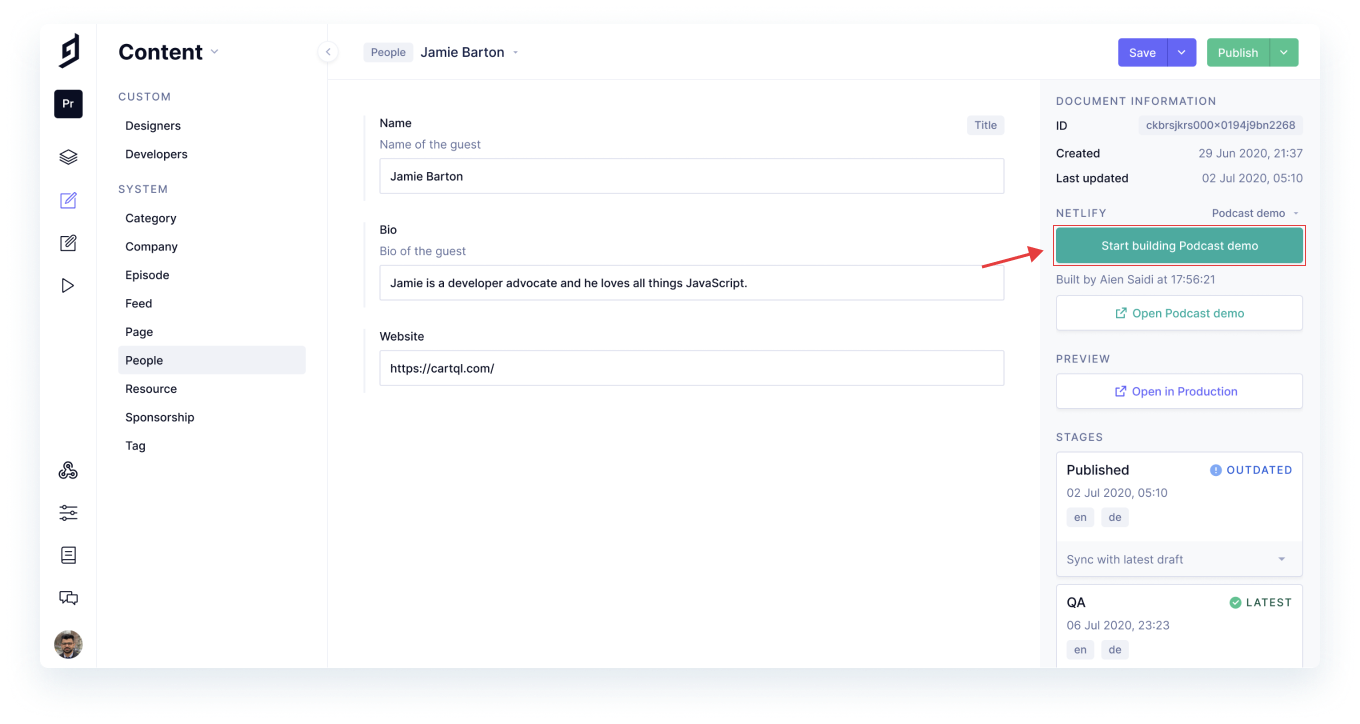 Content
People Jamie Barton
Save
Publish
Pr
CUSTOM
Designers
Developers
SYSTEM
Category
Company
Episode
Feed
Page
People
Resource
Sponsorship
Tag
Name
Title
Name of the guest
Jamie Barton
Bio
Bio of the guest
Jamie is a developer advocate and he loves all things JavaScript.
Website
https://cartql.com/
DOCUMENT INFORMATION
ID ckbrsjkrs000×0194j9bn2268
Created 29 Jun 2020, 21:37
Last updated 02 Jul 2020, 05:10
NETLIFY Podcast demo
Start building Podcast demo
Built by Aien Saidi at 17:56:21
Open Podcast demo
PREVIEW
Open in Production
STAGES
Published OUTDATED
02 Jul 2020, 05:10
en de
Sync with latest draft
QA LATEST
06 Jul 2020, 23:23
en de